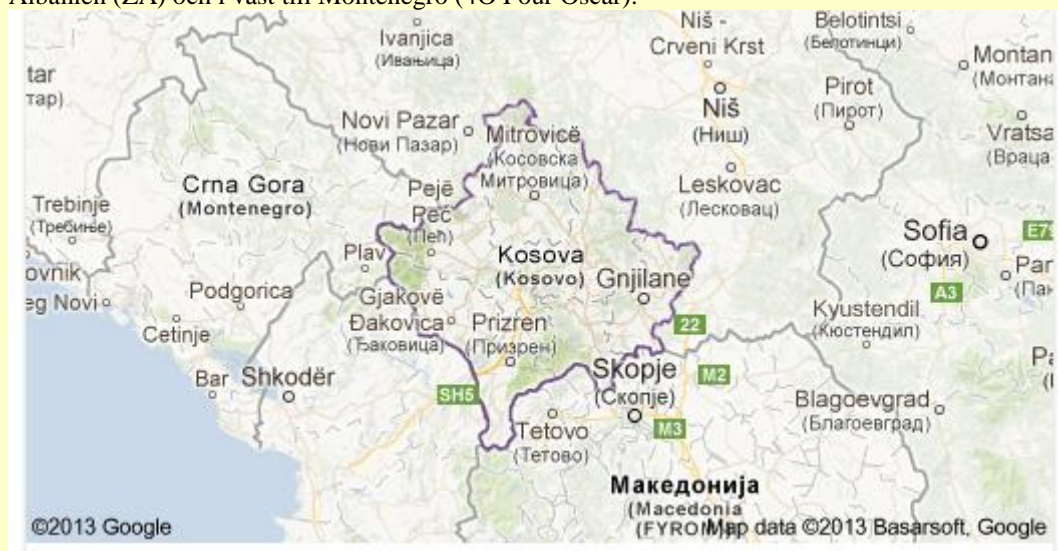 Albanien (ZA) och i väst till Montenegro (4O Four Oscar).
Ivanjica
(Ивањица)
Niš -
Crveni Krst
Belotintsi
(Белотинци)
Montan
(Монтана
tar
тар)
Pirot
(Пирот)
Niš
(Ниш)
Novi Pazar
(Нови Пазар)
Mitrovicë
(Косовска
Митровица)
Vratsa
(Враца
Crna Gora
(Montenegro)
Pejë
Peć
(Пећ)
Leskovac
(Лесковац)
Trebinje
(Требиње)
Sofia
(София)
E79
Plav
Kosova
(Kosovo)
Gnjilane
ovnik
eg Novi
Podgorica
Par
(Пан
A3
Gjakovë
Đakovica
(Ђаковица)
Prizren
(Призрен)
Kyustendil
(Кюстендил)
Cetinje
22
Bar
Shkodër
SH5
Skopje
(Скопје)
M2
Blagoevgrad
(Благоевград)
M3
Tetovo
(Тетово)
Македонија
(Macedonia
(FYROM)
©2013 Google
Map data ©2013 Basarsoft, Google